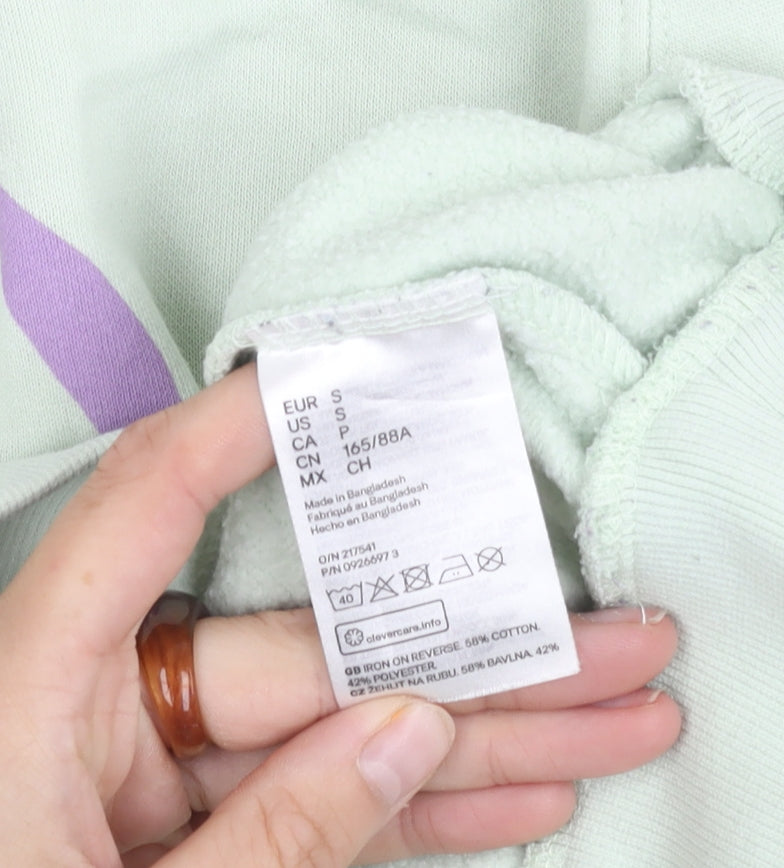 EUR S
US S
CA P
CN 165/88A
MX CH
Made in Bangladesh
Fabriqué au Bangladesh
Hecho en Bangladesh
O/N 217541
P/N 0926697 3
40
clevercare.info
GB IRON ON REVERSE. 58% COTTON.
42% POLYESTER.
CZ ŽEHLIT NA RUBU. 58% BAVLNA. 42%